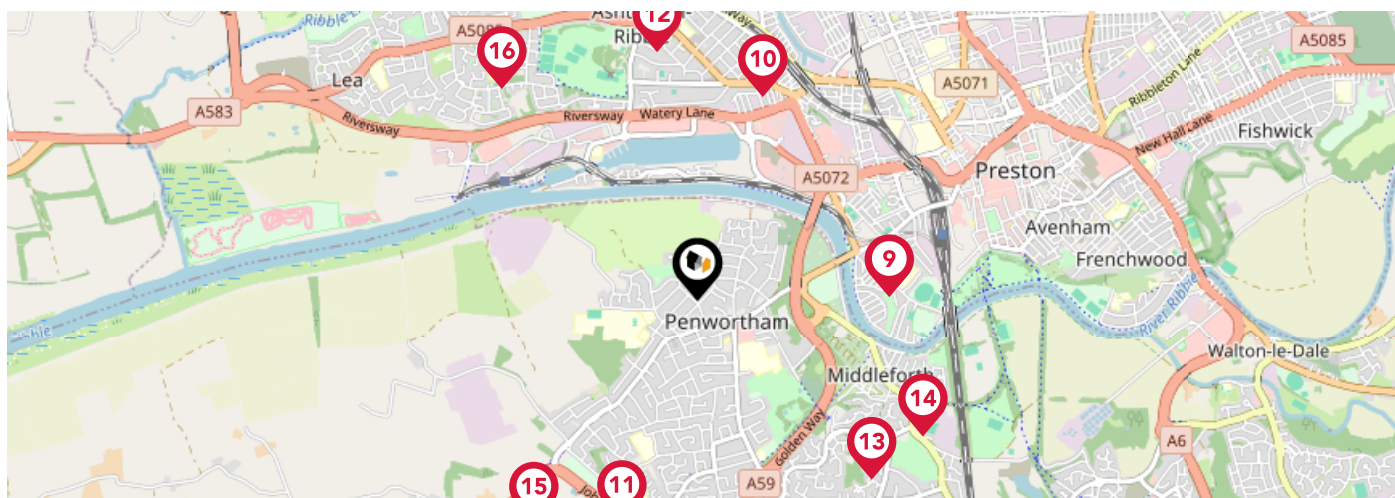 12
Ribble
16
10
A5085
A5071
Lea
Ribbleton Lane
A583
Riversway
Riversway
Watery Lane
New Hall Lane
Fishwick
Preston
A5072
Avenham
9
Frenchwood
River Ribble
Penwortham
Walton-le-Dale
Middleforth
14
Golden Way
13
A6
A59
15
11